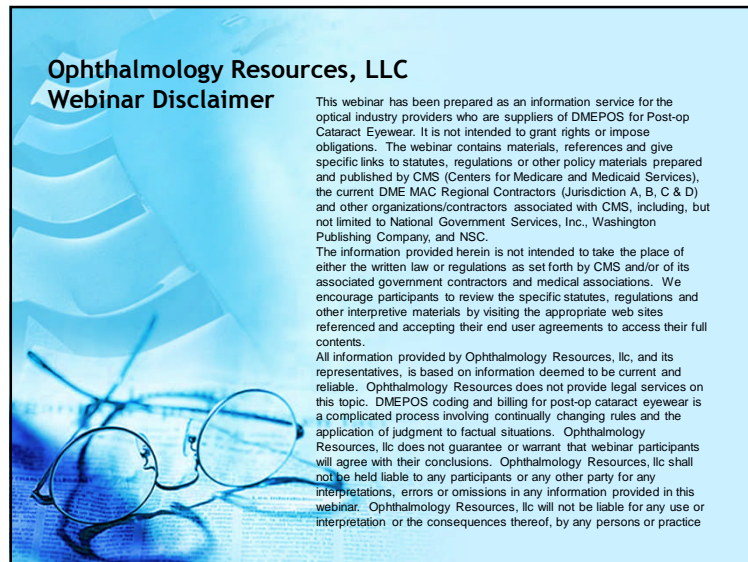 Ophthalmology Resources, LLC
Webinar Disclaimer
This webinar has been prepared as an information service for the
optical industry providers who are suppliers of DMEPOS for Post-op
Cataract Eyewear. It is not intended to grant rights or impose
obligations. The webinar contains materials, references and give
specific links to statutes, regulations or other policy materials prepared
and published by CMS (Centers for Medicare and Medicaid Services),
the current DME MAC Regional Contractors (Jurisdiction A, B, C & D)
and other organizations/contractors associated with CMS, including, but
not limited to National Government Services, Inc., Washington
Publishing Company, and NSC.
The information provided herein is not intended to take the place of
either the written law or regulations as set forth by CMS and/or of its
associated government contractors and medical associations. We
encourage participants to review the specific statutes, regulations and
other interpretive materials by visiting the appropriate web sites
referenced and accepting their end user agreements to access their full
contents.
All information provided by Ophthalmology Resources, llc, and its
representatives, is based on information deemed to be current and
reliable. Ophthalmology Resources does not provide legal services on
this topic. DMEPOS coding and billing for post-op cataract eyewear is
a complicated process involving continually changing rules and the
application of judgment to factual situations. Ophthalmology
Resources, llc does not guarantee or warrant that webinar participants
will agree with their conclusions. Ophthalmology Resources, llc shall
not be held liable to any participants or any other party for any
interpretations, errors or omissions in any information provided in this
webinar. Ophthalmology Resources, llc will not be liable for any use or
interpretation or the consequences thereof, by any persons or practice